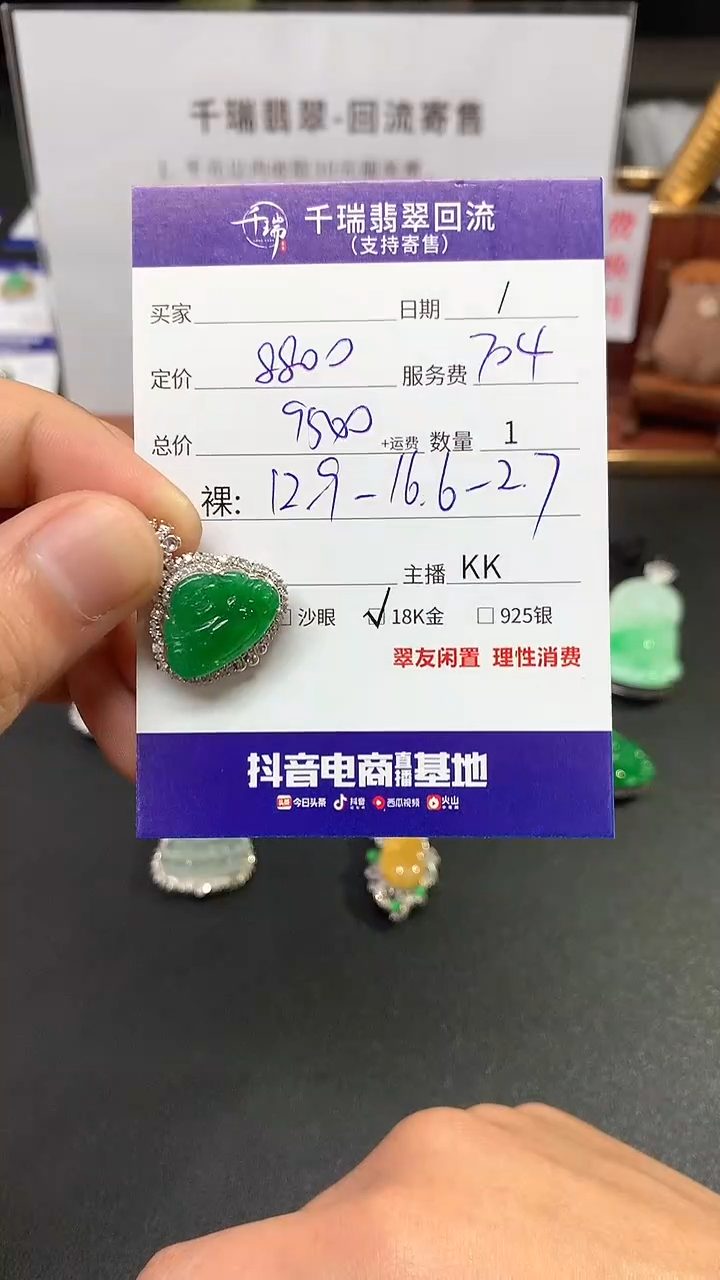 千瑞翡翠-回流寄售
千瑞 千瑞翡翠回流
(支持寄售)
买家 日期 /
定价 8800 服务费 704
总价 9500 +运费 数量 1
裸: 12.9-16.6-2.7
主播 KK
沙眼 ✓ 18K金 925银
翠友闲置 理性消费
抖音电商直播基地
头条 今日头条 抖音 西瓜视频 火山